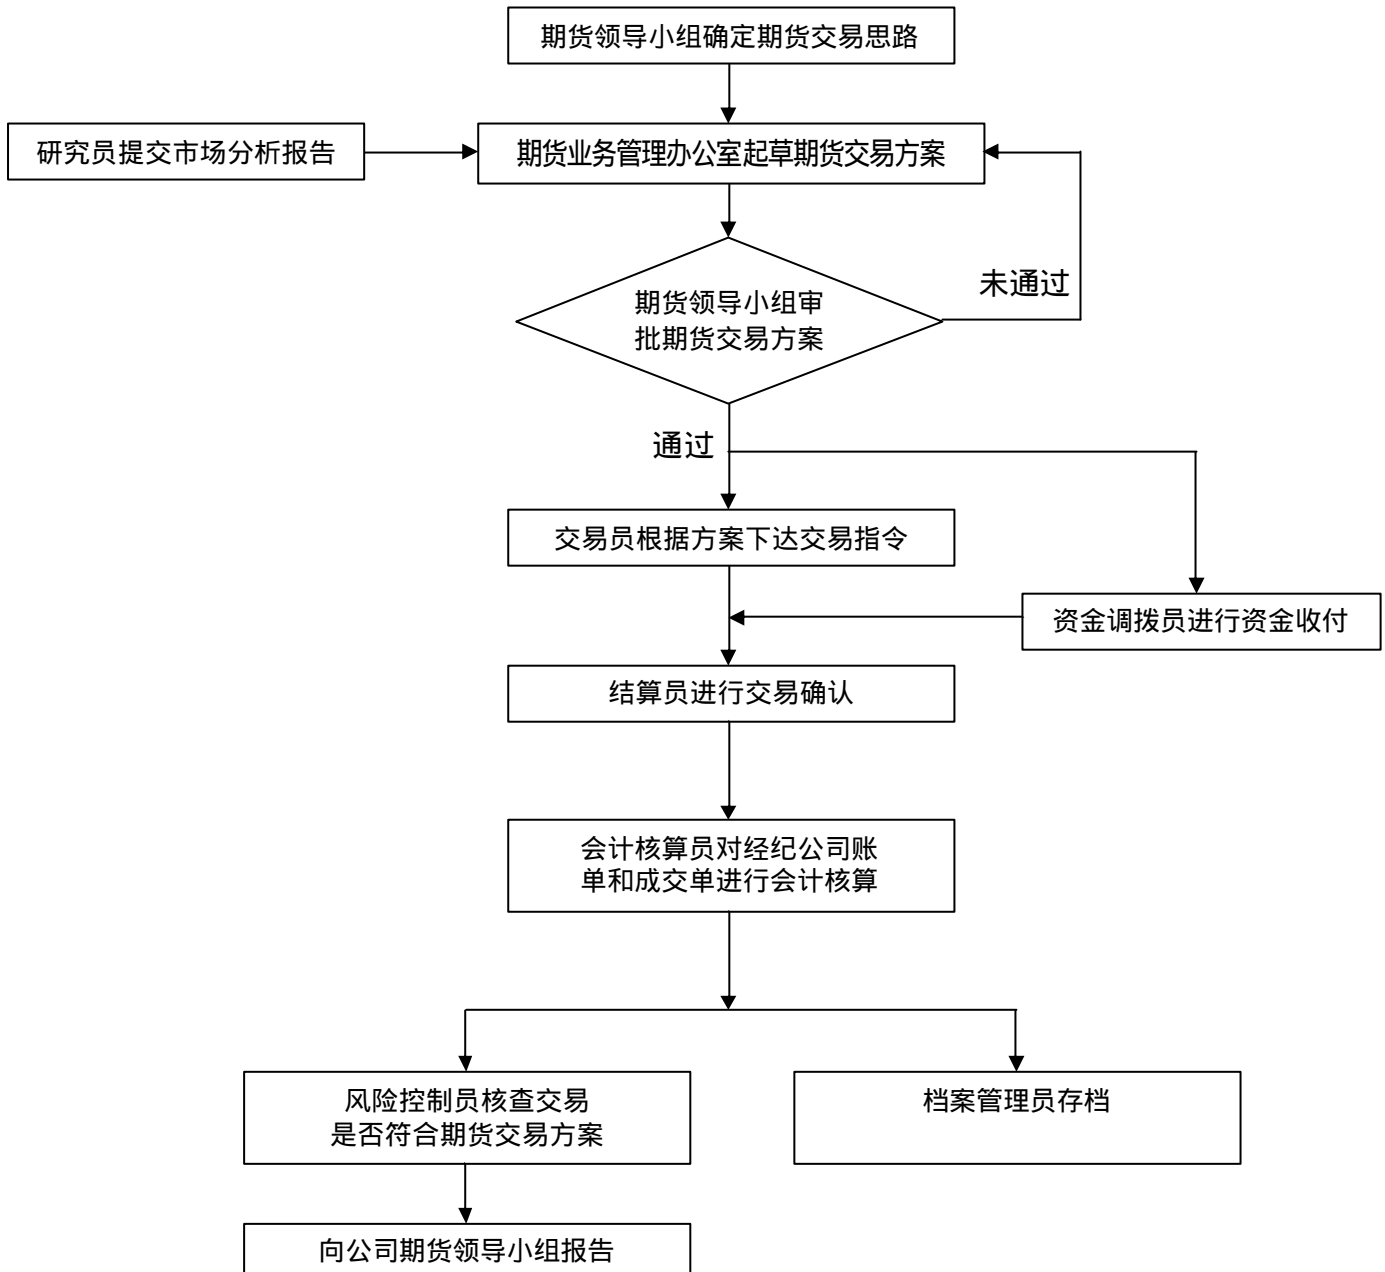 期货领导小组确定期货交易思路
研究员提交市场分析报告
期货业务管理办公室起草期货交易方案
未通过
期货领导小组审
批期货交易方案
通过
交易员根据方案下达交易指令
资金调拨员进行资金收付
结算员进行交易确认
会计核算员对经纪公司账
单和成交单进行会计核算
风险控制员核查交易
是否符合期货交易方案
档案管理员存档
向公司期货领导小组报告